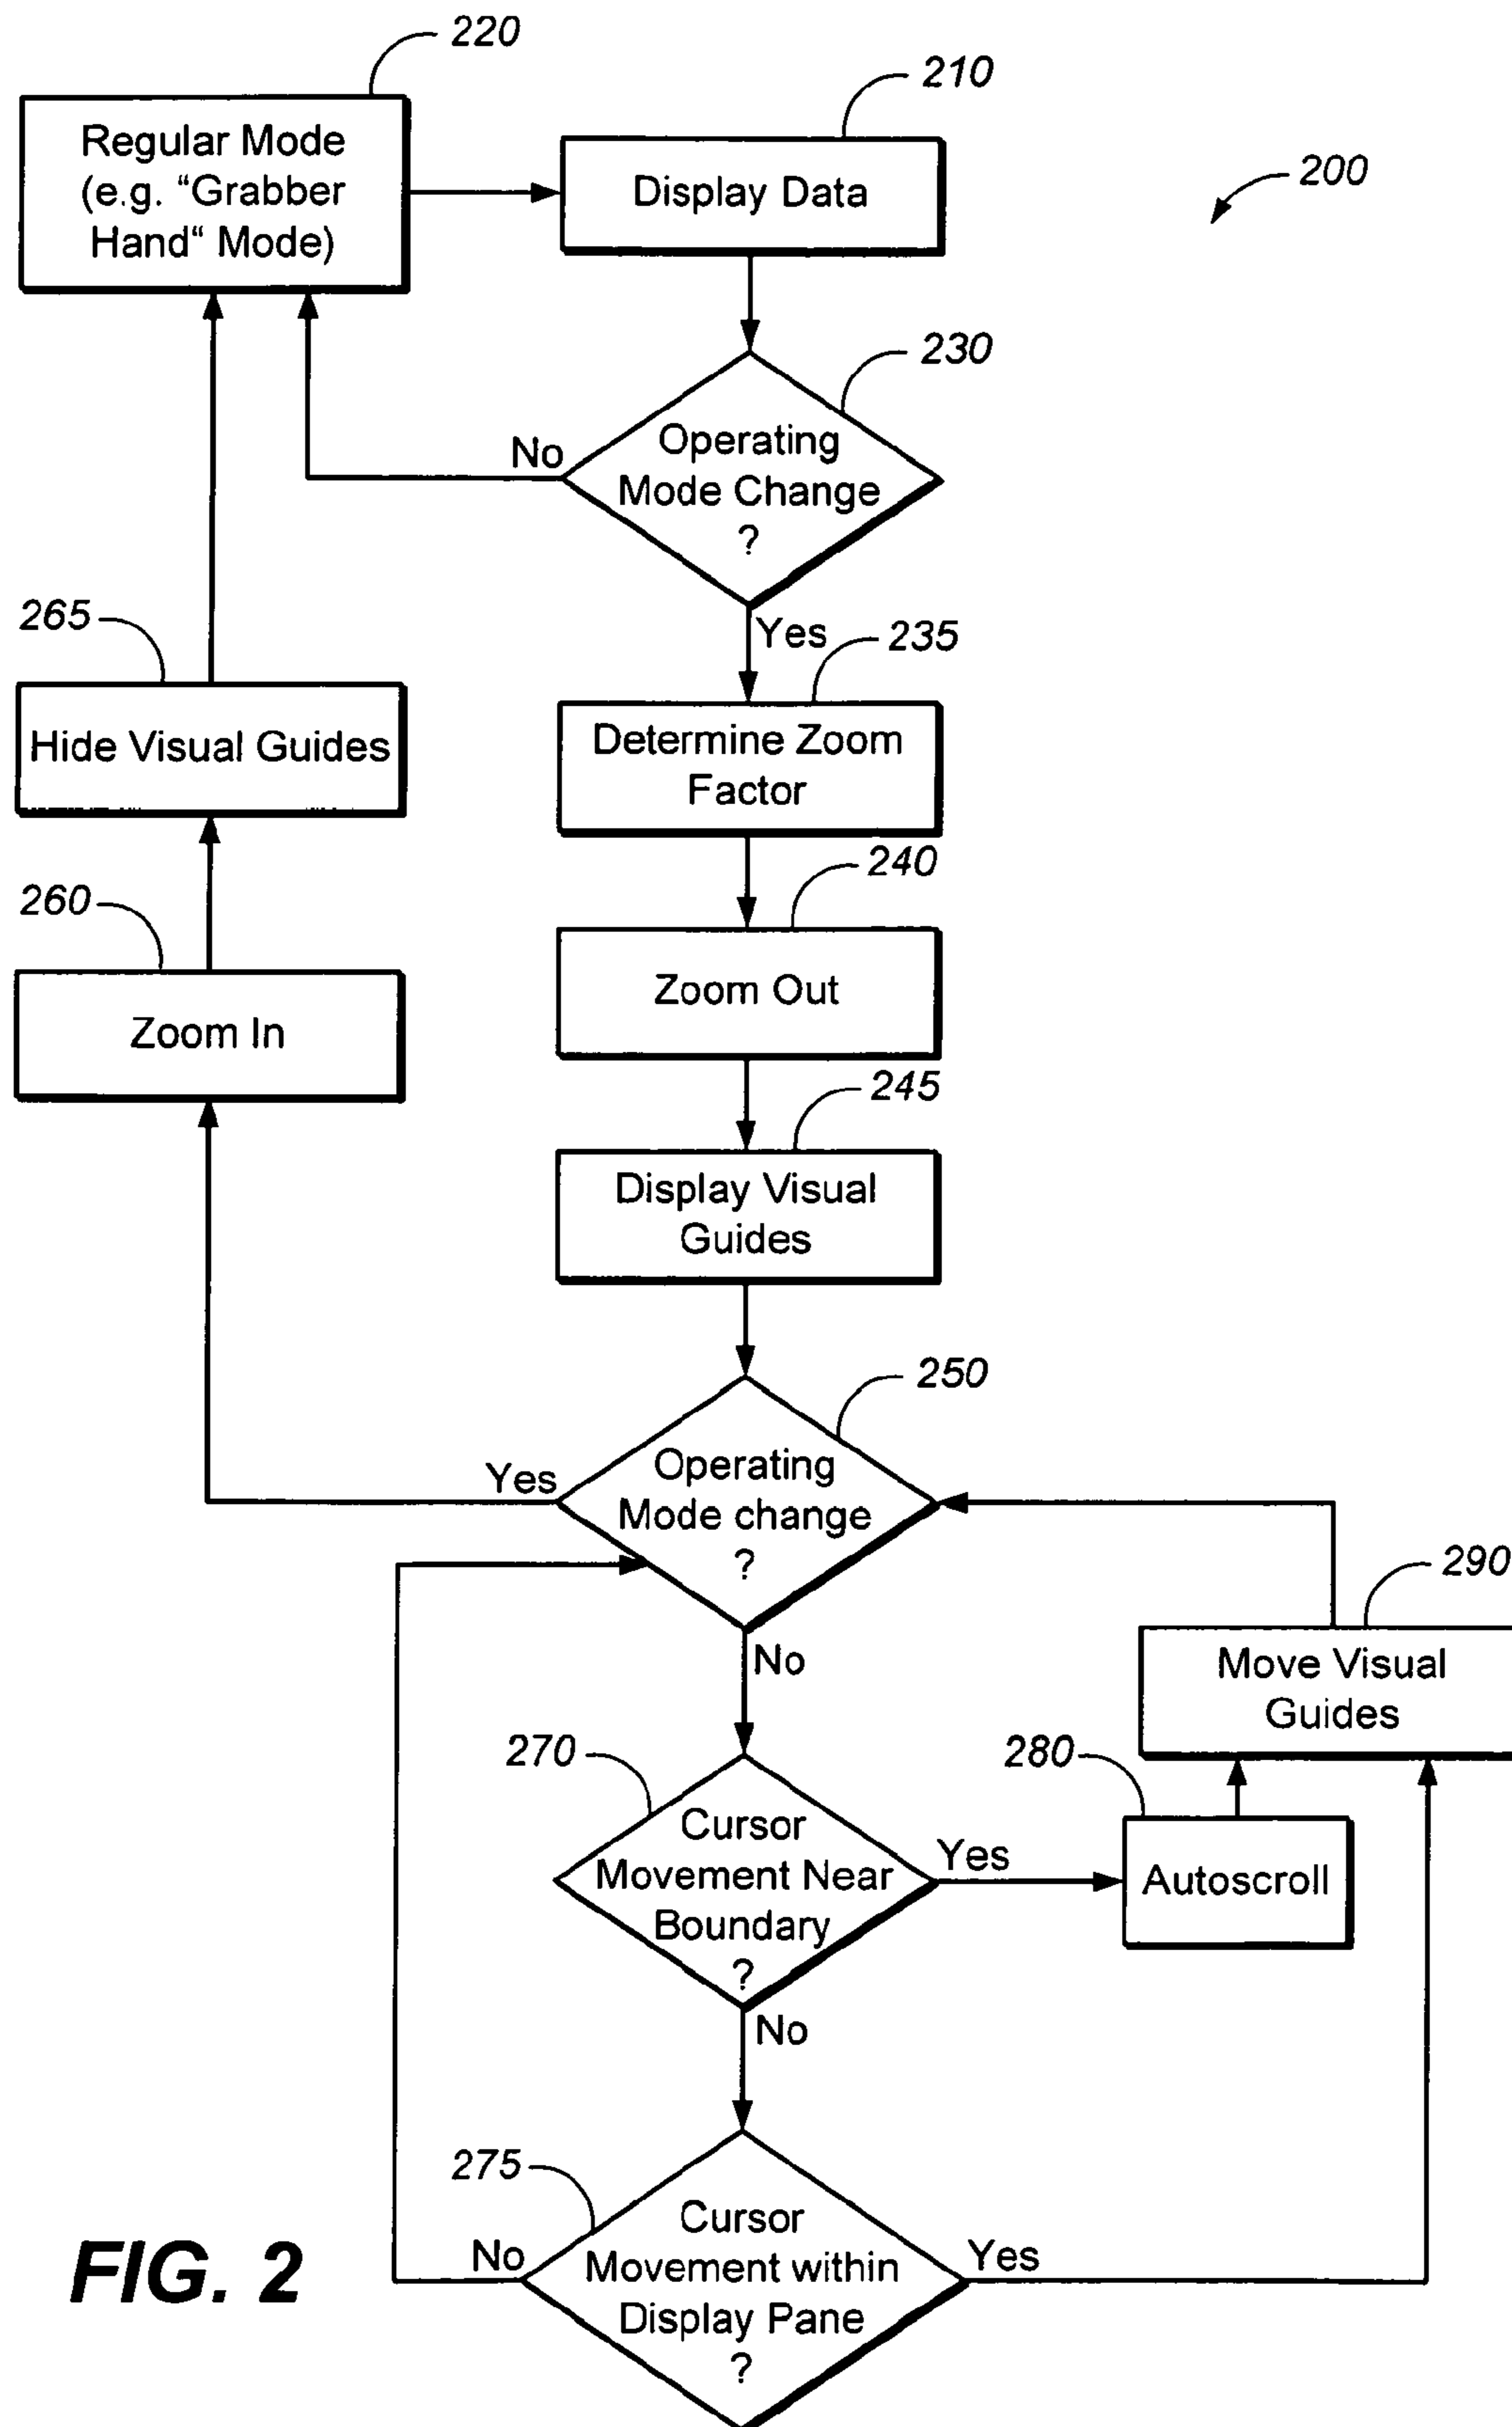 220
210
200
Regular Mode
(e.g. “Grabber
Hand“ Mode)
Display Data
230
Operating
Mode Change
?
No
Yes
265
235
Hide Visual Guides
Determine Zoom
Factor
240
260
Zoom Out
Zoom In
245
Display Visual
Guides
250
Operating
Mode change
?
Yes
No
290
Move Visual
Guides
270
280
Cursor
Movement Near
Boundary
?
Yes
Autoscroll
No
275
Cursor
Movement within
Display Pane
?
No
Yes
FIG. 2